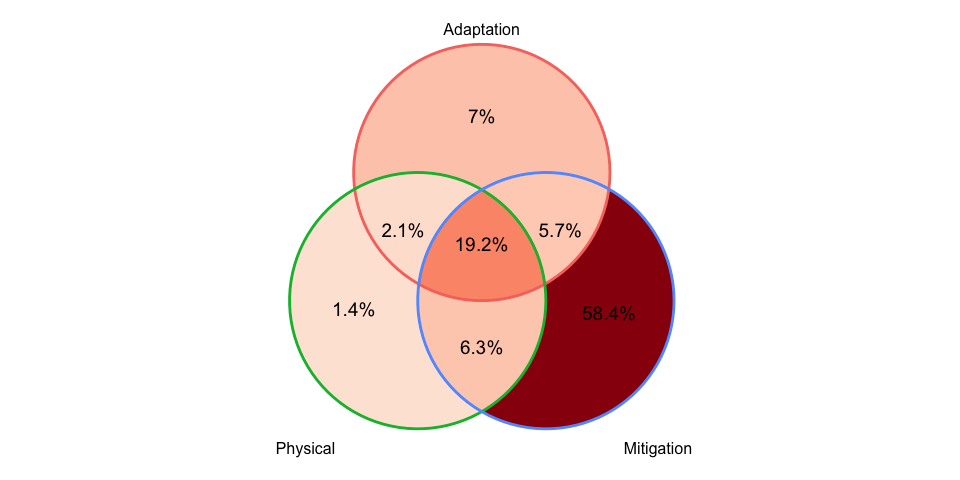 Adaptation
7%
2.1%
5.7%
19.2%
1.4%
58.4%
6.3%
Physical
Mitigation